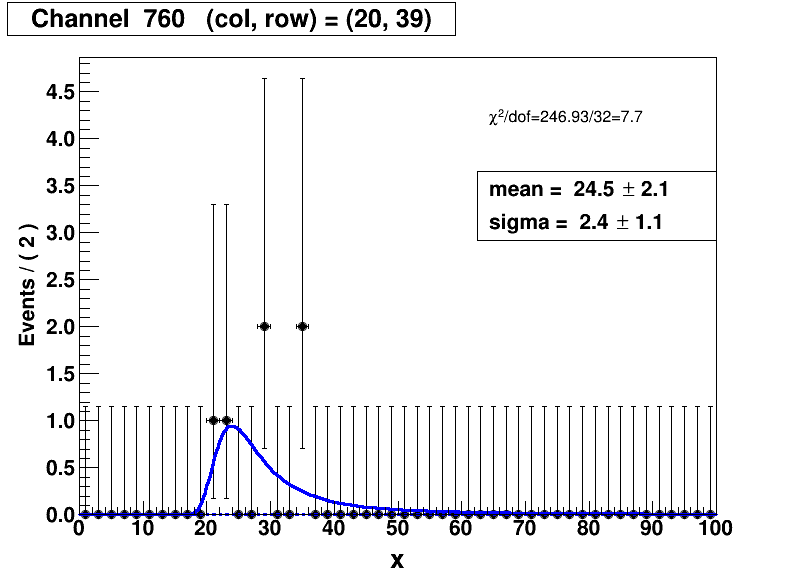 Channel  760   (col, row) = (20, 39)
χ²/dof=246.93/32=7.7
mean =  24.5 ± 2.1
sigma =  2.4 ± 1.1
Events / ( 2 )
4.5
4.0
3.5
3.0
2.5
2.0
1.5
1.0
0.5
0.0
0 10 20 30 40 50 60 70 80 90 100
x